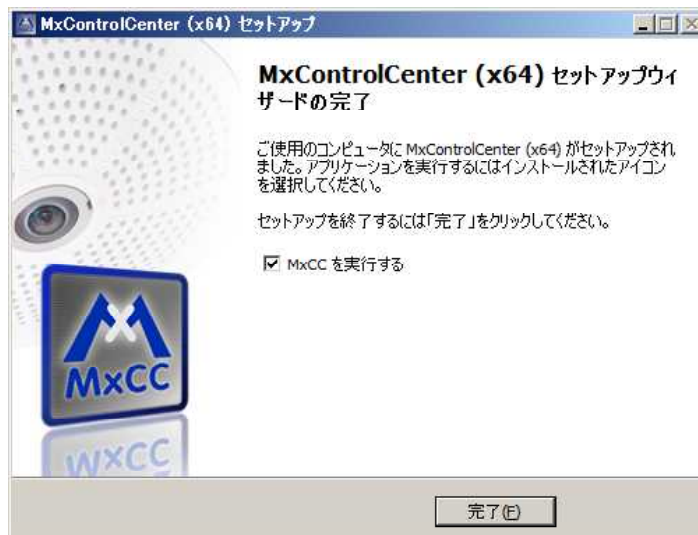 MxControlCenter (x64) セットアップ
MxControlCenter (x64) セットアップウィ
ザードの完了
ご使用のコンピュータに MxControlCenter (x64) がセットアップされ
ました。アプリケーションを実行するにはインストールされたアイコン
を選択してください。
セットアップを終了するには「完了」をクリックしてください。
MxCC を実行する
MxCC
完了(F)